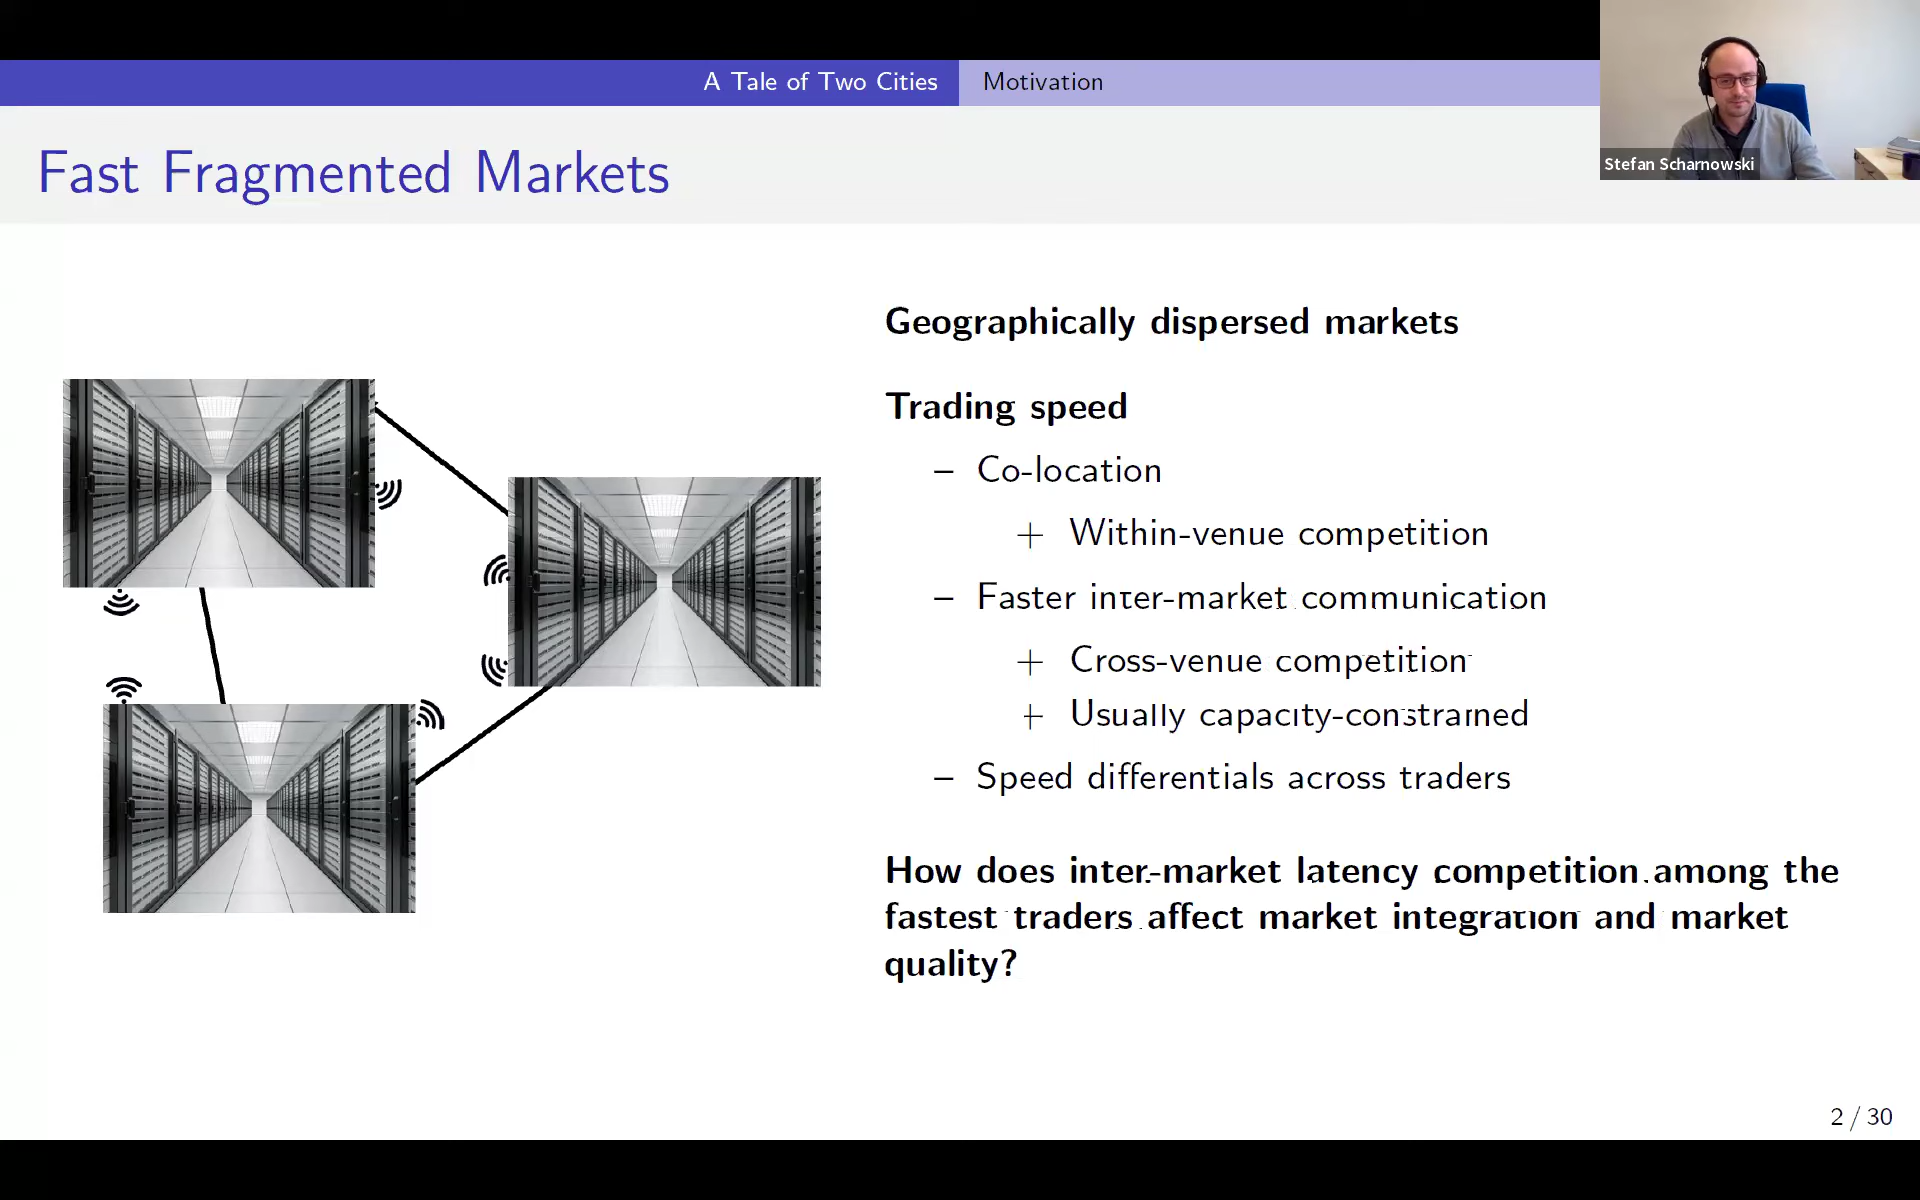 A Tale of Two Cities
Motivation
Stefan Scharnowski
Fast Fragmented Markets
Geographically dispersed markets
Trading speed
– Co-location
+ Within-venue competition
– Faster inter-market communication
+ Cross-venue competition
+ Usually capacity-constrained
– Speed differentials across traders
How does inter-market latency competition among the
fastest traders affect market integration and market
quality?
2 / 30